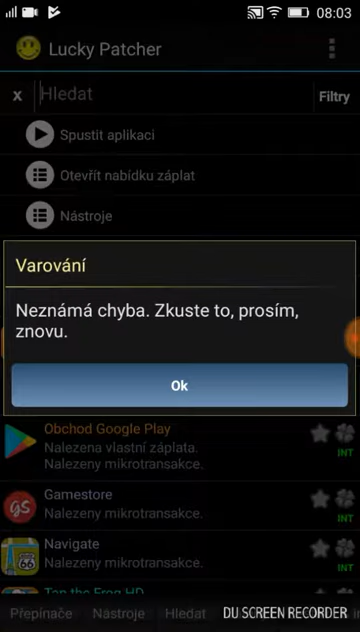 08:03
Lucky Patcher
x
Hledat
Filtry
Spustit aplikaci
Otevřít nabídku záplat
Nástroje
Varování
Neznámá chyba. Zkuste to, prosím,
znovu.
Ok
Obchod Google Play
Nalezena vlastní záplata.
Nalezeny mikrotransakce.
INT
GS
Gamestore
Nalezeny mikrotransakce.
INT
66
Navigate
Nalezeny mikrotransakce.
INT
Tap the Frog HD
Přepínače
Nástroje
Hledat
DU SCREEN RECORDER